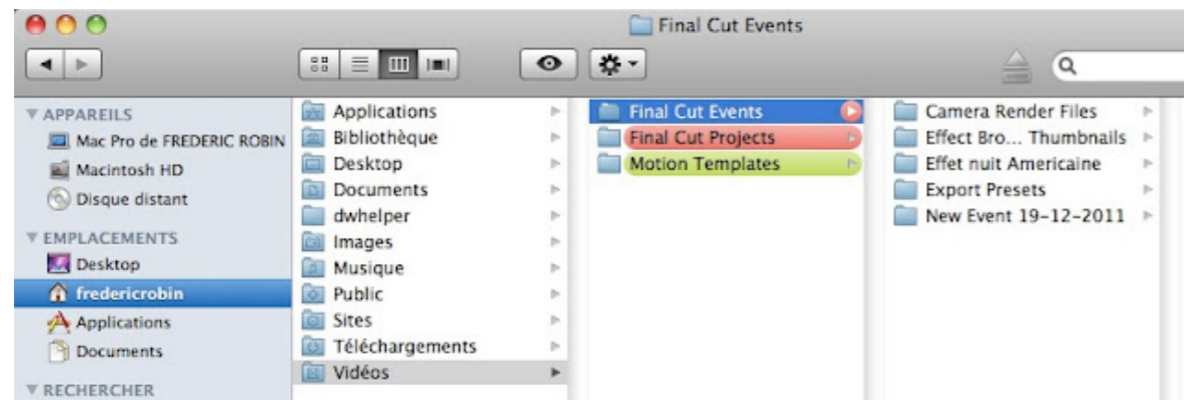 Final Cut Events
APPAREILS
Mac Pro de FREDERIC ROBIN
Macintosh HD
Disque distant
EMPLACEMENTS
Desktop
fredericrobin
Applications
Documents
RECHERCHER
Applications
Bibliothèque
Desktop
Documents
dwhelper
Images
Musique
Public
Sites
Téléchargements
Vidéos
Final Cut Events
Final Cut Projects
Motion Templates
Camera Render Files
Effect Bro... Thumbnails
Effet nuit Americaine
Export Presets
New Event 19-12-2011